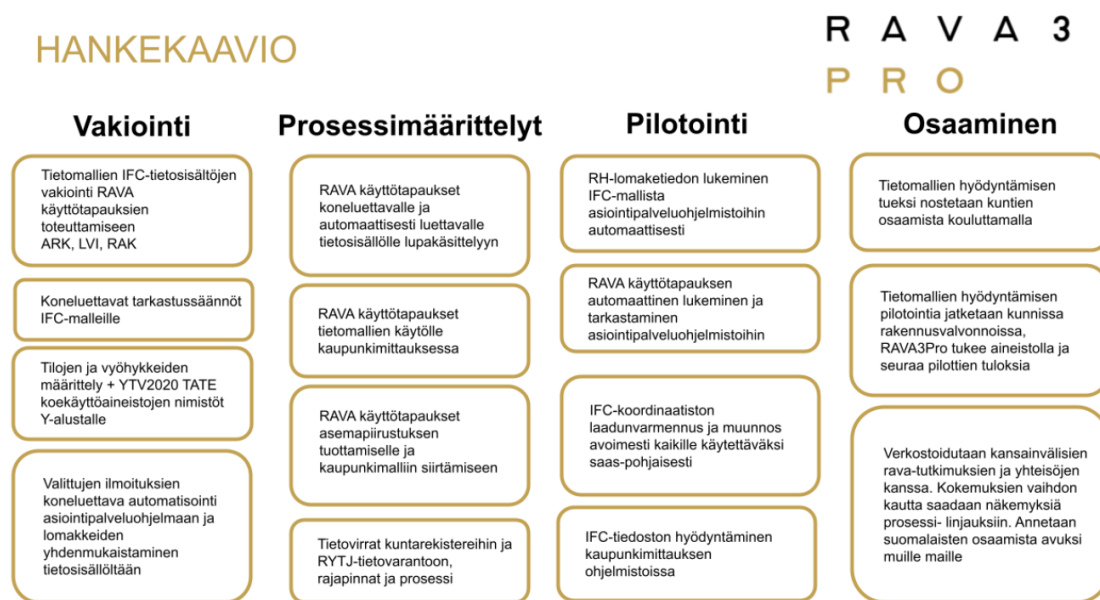 HANKEKAAVIO
RAVA3
PRO
Vakiointi
Tietomallien IFC-tietosisältöjen
vakiointi RAVA
käyttötapauksien
toteuttamiseen
ARK, LVI, RAK
Koneluettavat tarkastussäännöt
IFC-malleille
Tilojen ja vyöhykkeiden
määrittely + YTV2020 TATE
koekäyttöaineistojen nimistöt
Y-alustalle
Valittujen ilmoituksien
koneluettava automatisointi
asiointipalveluohjelmaan ja
lomakkeiden
yhdenmukaistaminen
tietosisällöltään
Prosessimäärittelyt
RAVA käyttötapaukset
koneluettavalle ja
automaattisesti luettavalle
tietosisällölle lupakäsittelyyn
RAVA käyttötapaukset
tietomallien käytölle
kaupunkimittauksessa
RAVA käyttötapaukset
asemapiirustuksen
tuottamiselle ja
kaupunkimalliin siirtämiseen
Tietovirrat kuntarekistereihin ja
RYTJ-tietovarantoon,
rajapinnat ja prosessi
Pilotointi
RH-lomaketiedon lukeminen
IFC-mallista
asiointipalveluohjelmistoihin
automaattisesti
RAVA käyttötapauksen
automaattinen lukeminen ja
tarkastaminen
asiointipalveluohjelmistoihin
IFC-koordinaatiston
laadunvarmennus ja muunnos
avoimesti kaikille käytettäväksi
saas-pohjaisesti
IFC-tiedoston hyödyntäminen
kaupunkimittauksen
ohjelmistoissa
Osaaminen
Tietomallien hyödyntämisen
tueksi nostetaan kuntien
osaamista kouluttamalla
Tietomallien hyödyntämisen
pilotointia jatketaan kunnissa
rakennusvalvonnoissa,
RAVA3Pro tukee aineistolla ja
seuraa pilottien tuloksia
Verkostoidutaan kansainvälisien
rava-tutkimuksien ja yhteisöjen
kanssa. Kokemuksien vaihdon
kautta saadaan näkemyksiä
prosessi- linjauksiin. Annetaan
suomalaisten osaamista avuksi
muille maille